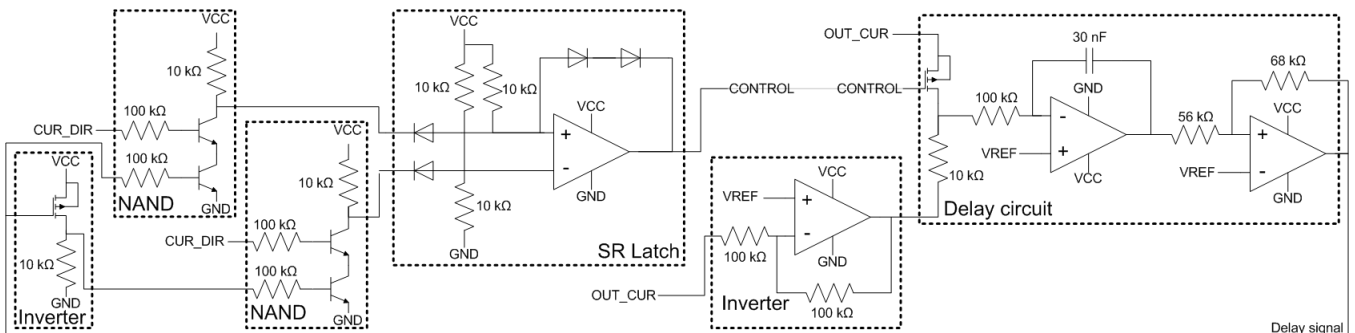 VCC
10 kΩ
100 kΩ
CUR_DIR
100 kΩ
GND
NAND
VCC
10 kΩ
GND
Inverter
VCC
10 kΩ
100 kΩ
CUR_DIR
100 kΩ
GND
NAND
VCC
10 kΩ
10 kΩ
10 kΩ
GND
+
-
VCC
GND
SR Latch
CONTROL
CONTROL
VREF
+
-
VCC
GND
100 kΩ
OUT_CUR
100 kΩ
Inverter
OUT_CUR
10 kΩ
100 kΩ
30 nF
GND
-
+
VREF
VCC
56 kΩ
68 kΩ
+
-
VCC
VREF
GND
Delay circuit
Delay signal